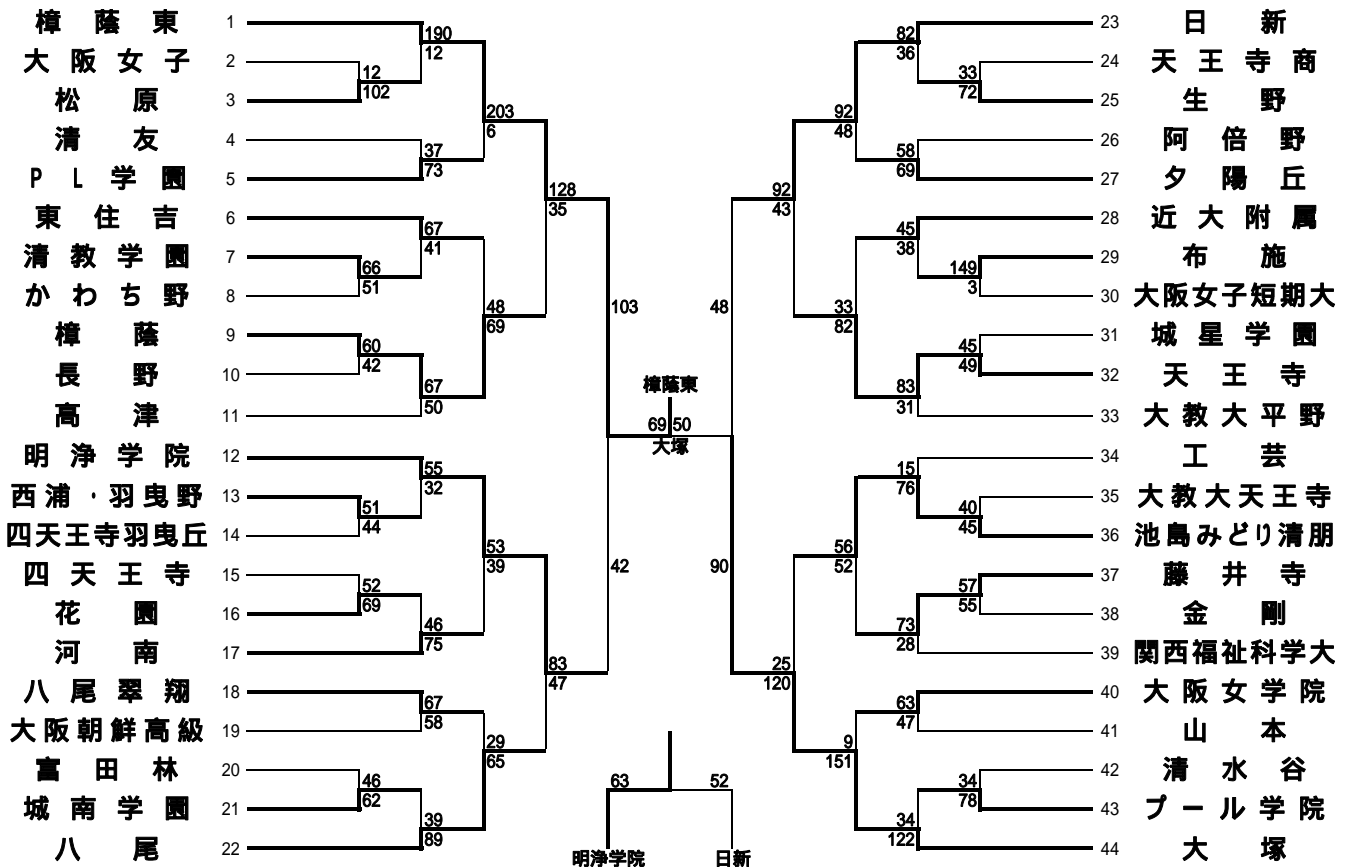 樟蔭東 1
大阪女子 2
松原 3
清友 4
PL学園 5
東住吉 6
清教学園 7
かわち野 8
樟蔭 9
長野 10
高津 11
明浄学院 12
西浦・羽曳野 13
四天王寺羽曳丘 14
四天王寺 15
花園 16
河南 17
八尾翠翔 18
大阪朝鮮高級 19
富田林 20
城南学園 21
八尾 22
12
102
66
51
60
42
51
44
52
69
46
62
190
12
37
73
67
41
67
50
55
32
46
75
67
58
39
89
203
6
48
69
53
39
29
65
128
35
83
47
103
42
樟蔭東
69 50
大塚
63 52
明浄学院 日新
48
90
92
43
25
120
92
48
33
82
56
52
9
151
82
36
58
69
45
38
83
31
15
76
73
28
63
47
34
122
33
72
149
3
45
49
40
45
57
55
34
78
23 日新
24 天王寺商
25 生野
26 阿倍野
27 夕陽丘
28 近大附属
29 布施
30 大阪女子短期大
31 城星学園
32 天王寺
33 大教大平野
34 工芸
35 大教大天王寺
36 池島みどり清朋
37 藤井寺
38 金剛
39 関西福祉科学大
40 大阪女学院
41 山本
42 清水谷
43 プール学院
44 大塚